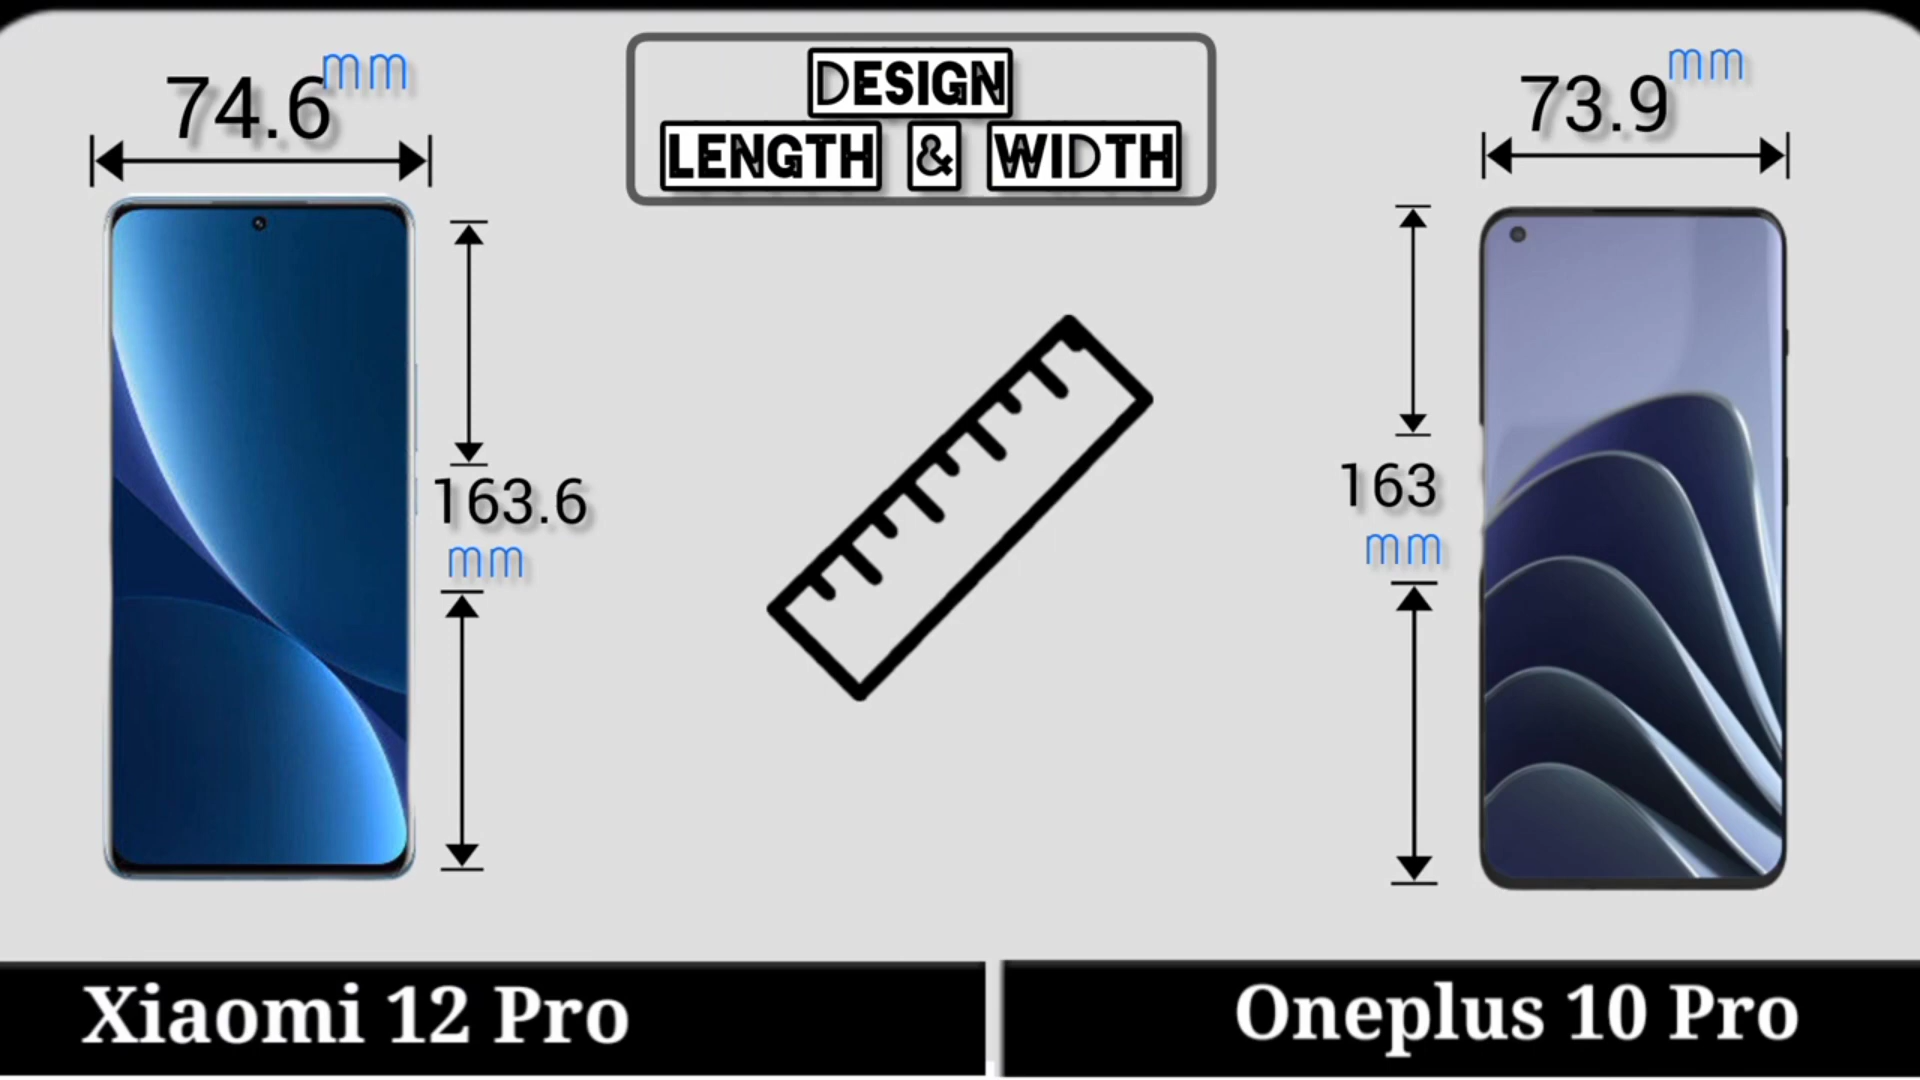 DESIGN
LENGTH & WIDTH
74.6 mm
163.6
mm
73.9 mm
163
mm
Xiaomi 12 Pro
Oneplus 10 Pro